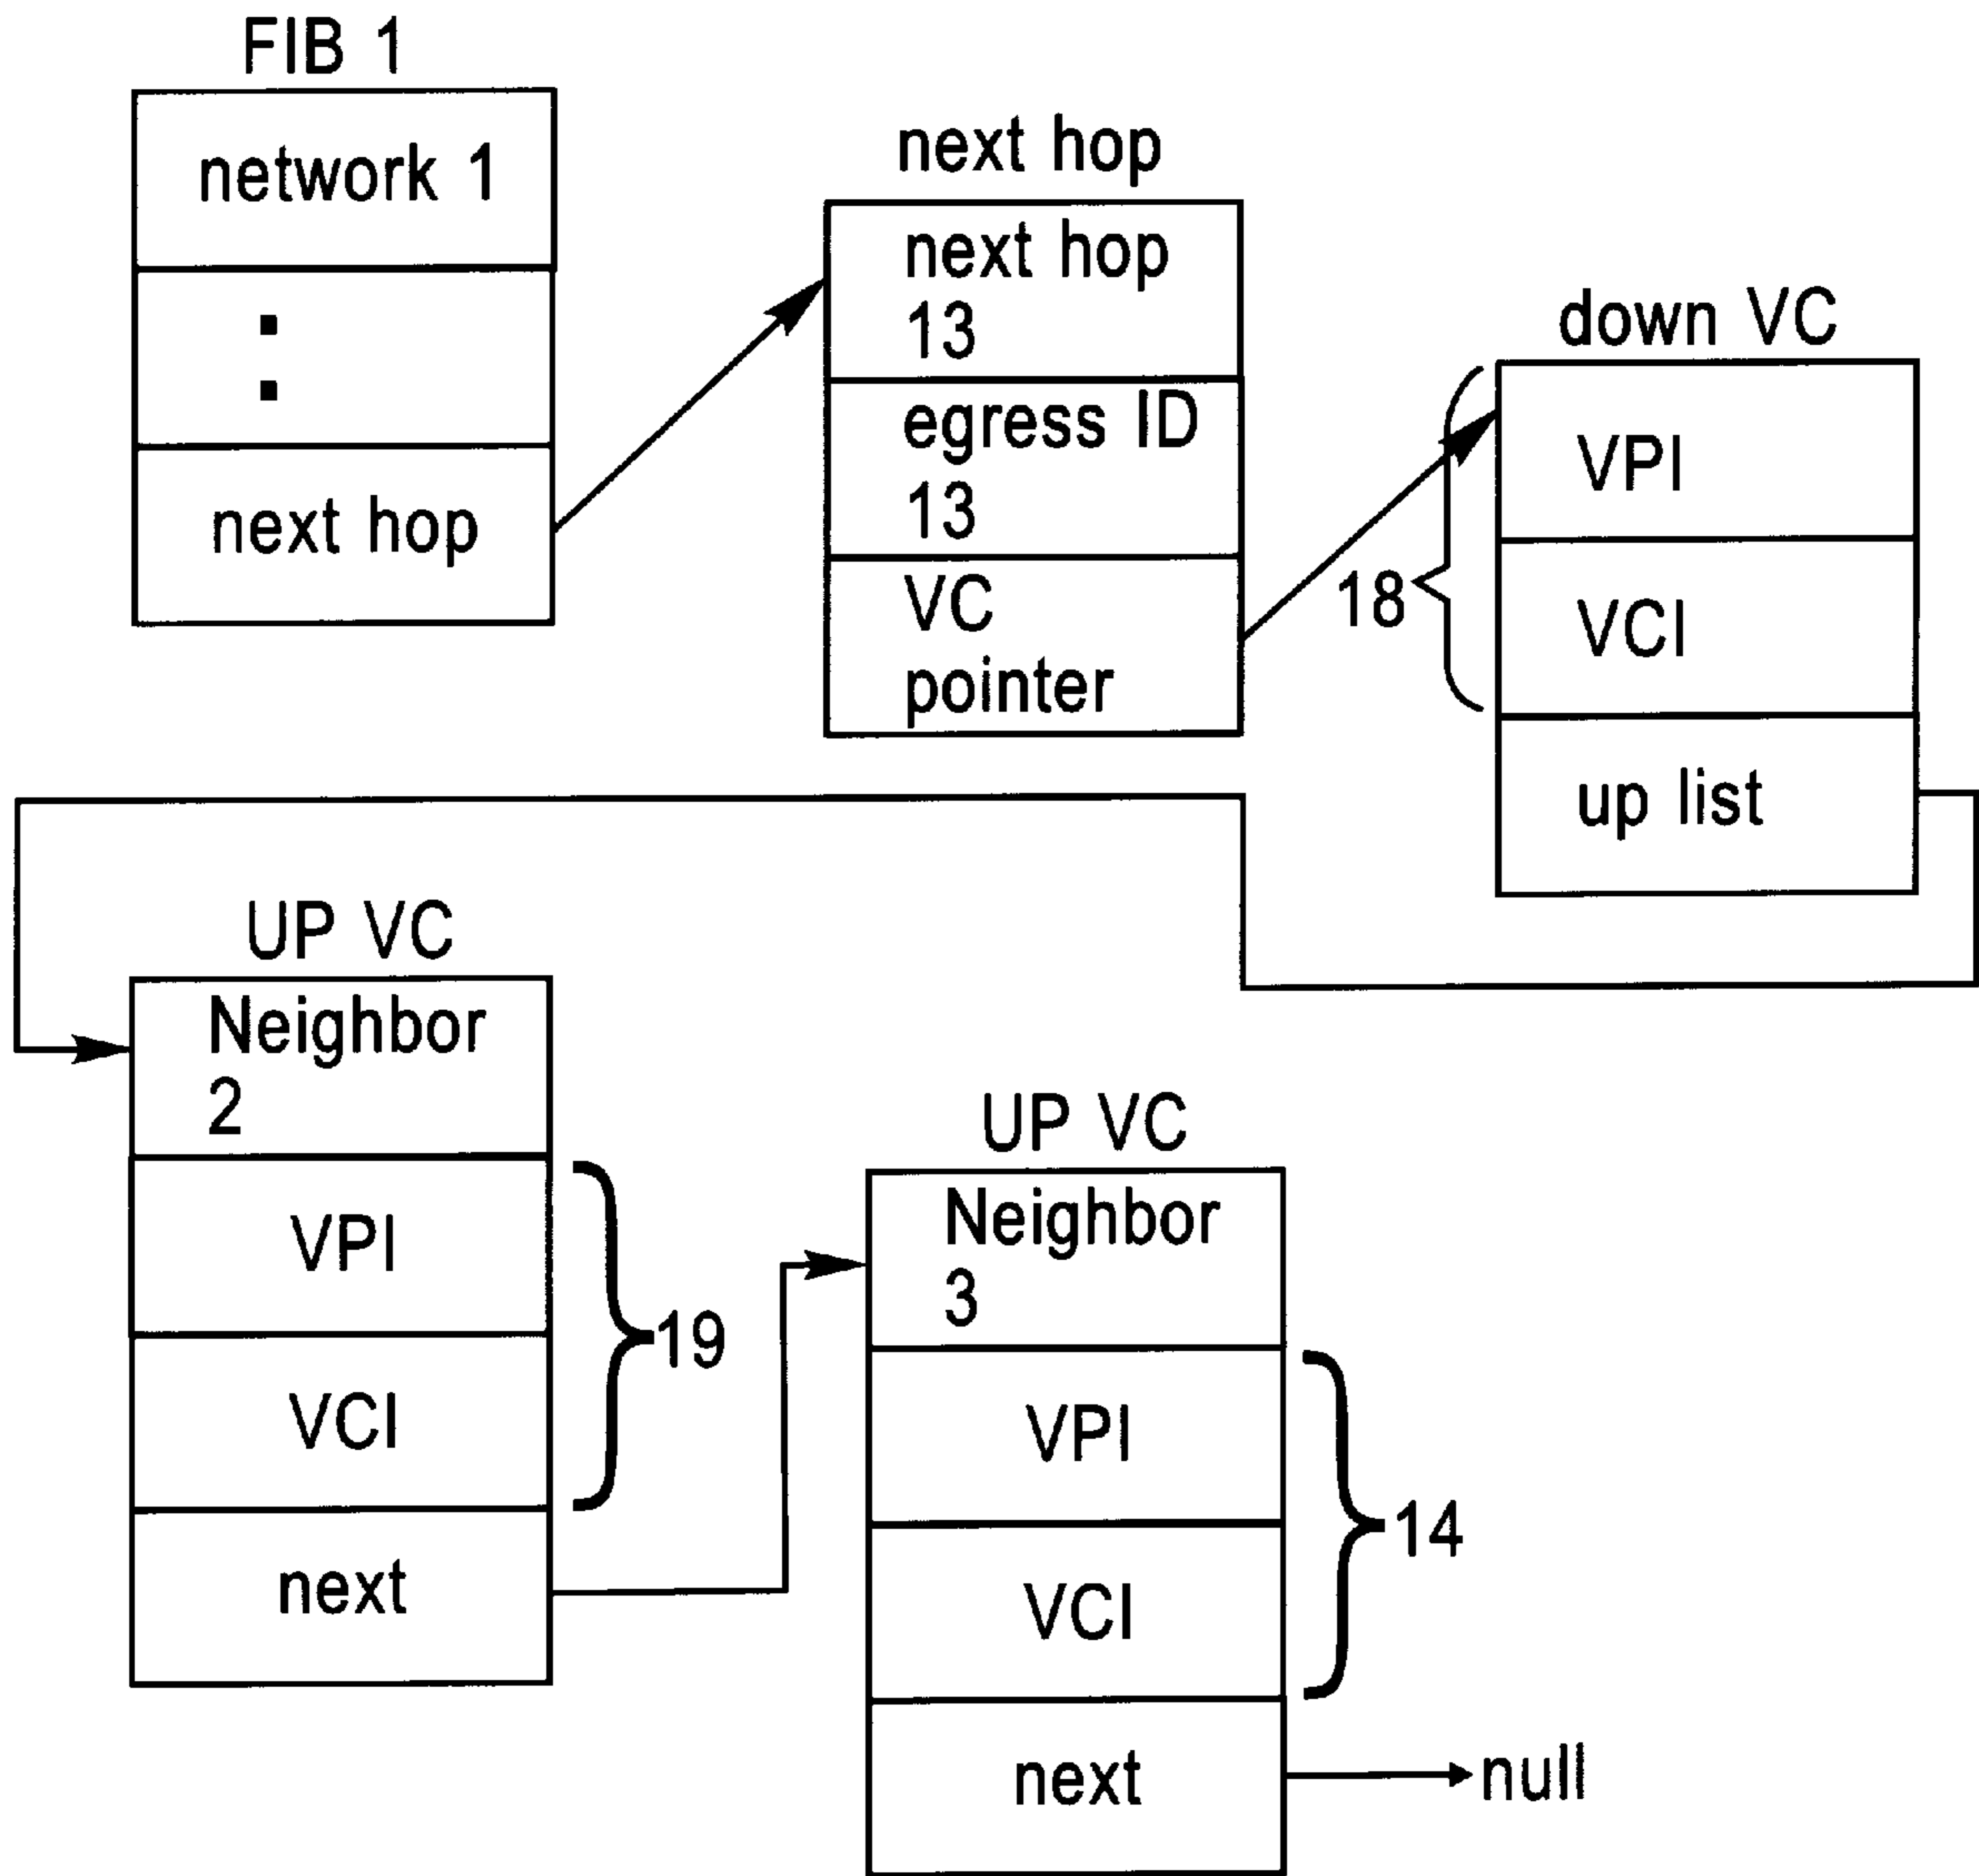 FIB 1
network 1
:
next hop
next hop
next hop
13
egress ID
13
VC
pointer
down VC
18
VPI
VCI
up list
UP VC
Neighbor
2
VPI
VCI
19
next
UP VC
Neighbor
3
VPI
VCI
14
next
null